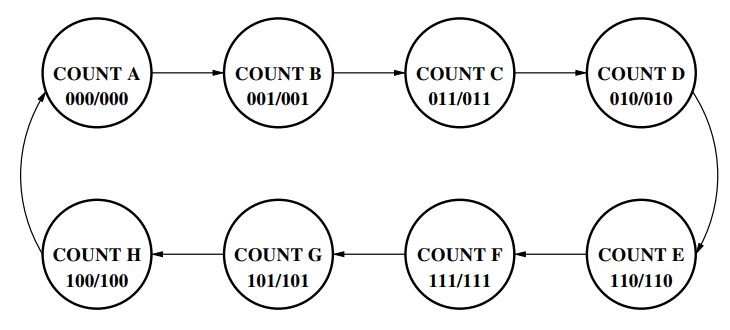 COUNT A
000/000
COUNT B
001/001
COUNT C
011/011
COUNT D
010/010
COUNT H
100/100
COUNT G
101/101
COUNT F
111/111
COUNT E
110/110